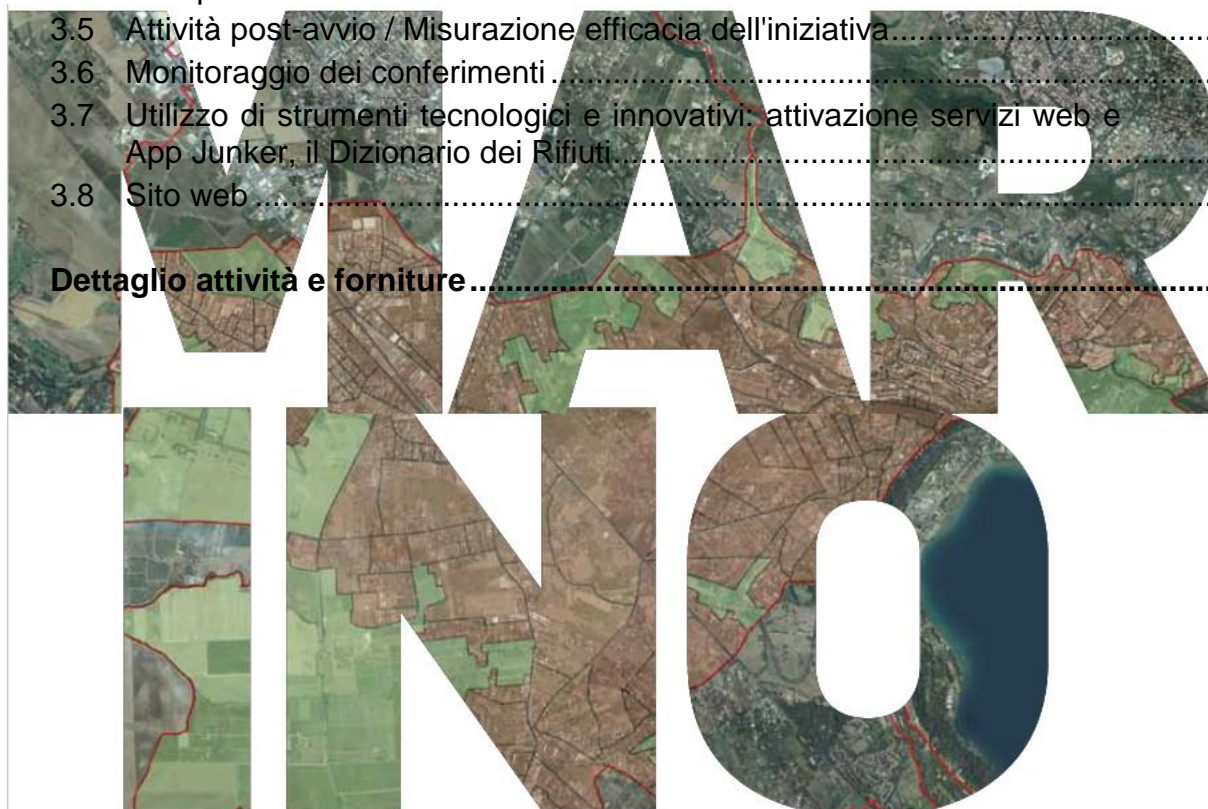 3.5 Attività post-avvio / Misurazione efficacia dell'iniziativa
3.6 Monitoraggio dei conferimenti
3.7 Utilizzo di strumenti tecnologici e innovativi: attivazione servizi web e
App Junker, il Dizionario dei Rifiuti
3.8 Sito web
Dettaglio attività e forniture
MAR
INO